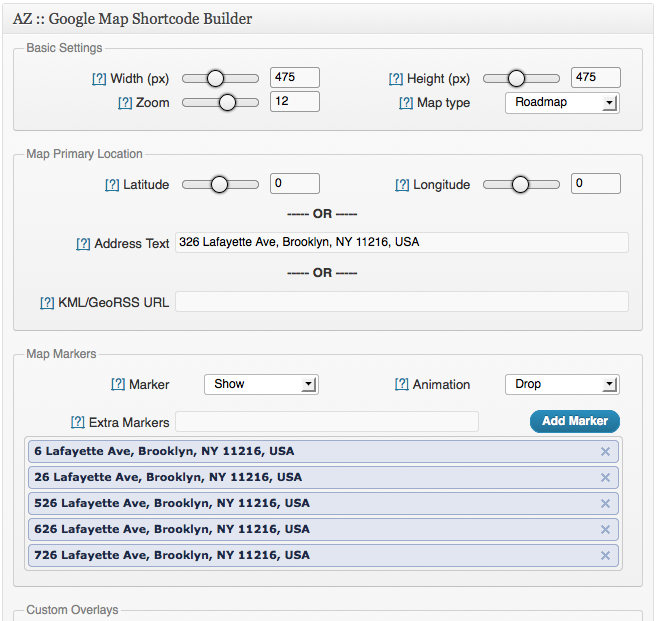 AZ :: Google Map Shortcode Builder
Basic Settings
[?] Width (px) 475 [?] Height (px) 475
[?] Zoom 12 [?] Map type Roadmap
Map Primary Location
[?] Latitude 0 [?] Longitude 0
----- OR -----
[?] Address Text 326 Lafayette Ave, Brooklyn, NY 11216, USA
----- OR -----
[?] KML/GeoRSS URL
Map Markers
[?] Marker Show [?] Animation Drop
[?] Extra Markers Add Marker
6 Lafayette Ave, Brooklyn, NY 11216, USA
26 Lafayette Ave, Brooklyn, NY 11216, USA
526 Lafayette Ave, Brooklyn, NY 11216, USA
626 Lafayette Ave, Brooklyn, NY 11216, USA
726 Lafayette Ave, Brooklyn, NY 11216, USA
Custom Overlays